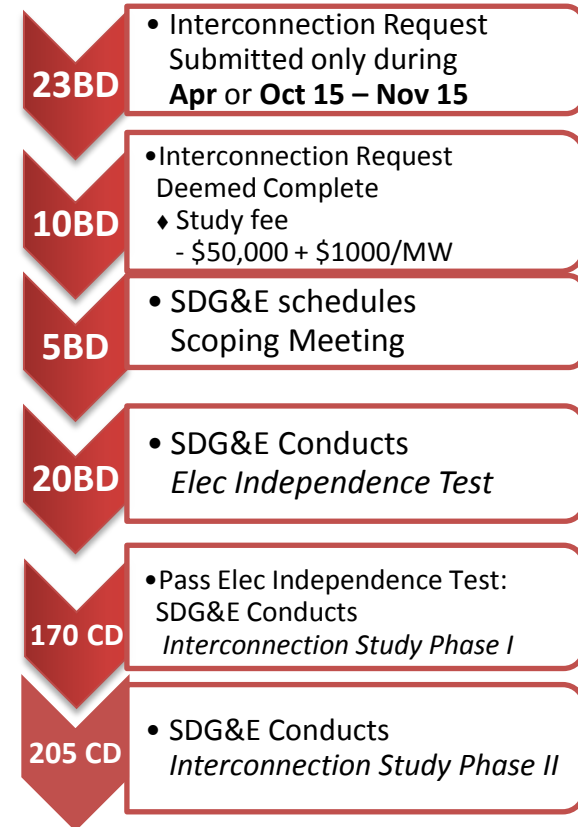 23BD
• Interconnection Request
Submitted only during
Apr or Oct 15 – Nov 15
10BD
•Interconnection Request
Deemed Complete
♦ Study fee
- $50,000 + $1000/MW
5BD
• SDG&E schedules
Scoping Meeting
20BD
• SDG&E Conducts
Elec Independence Test
170 CD
•Pass Elec Independence Test:
SDG&E Conducts
Interconnection Study Phase I
205 CD
• SDG&E Conducts
Interconnection Study Phase II